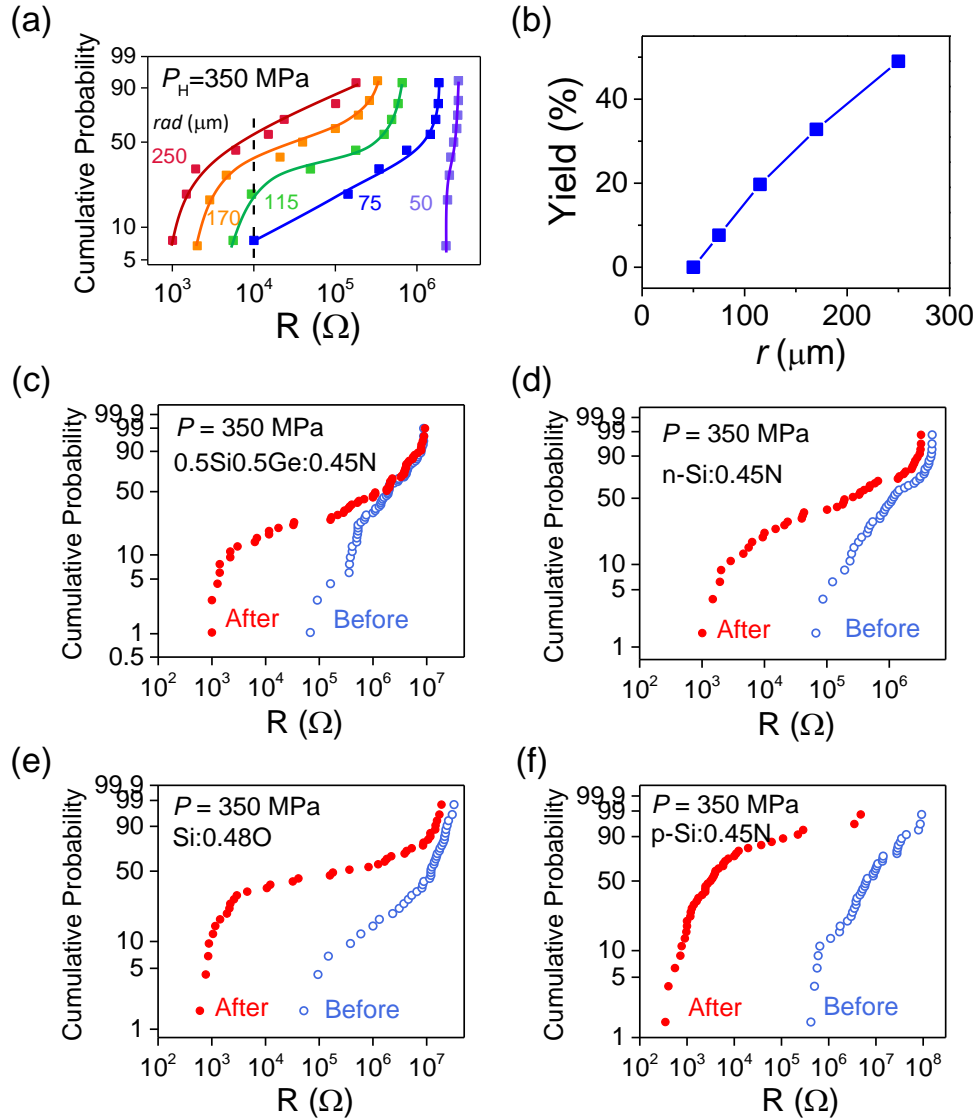 (a)
Cumulative Probability
99
90
50
10
5
P_H=350 MPa
rad (μm)
250
170
115
75
50
10^3
10^4
10^5
10^6
R (Ω)
(b)
Yield (%)
40
20
0
0
100
200
300
r (μm)
(c)
Cumulative Probability
99.9
99
90
50
10
5
1
0.5
P = 350 MPa
0.5Si0.5Ge:0.45N
After
Before
10^2
10^3
10^4
10^5
10^6
10^7
R (Ω)
(d)
Cumulative Probability
99.9
99
90
50
10
5
1
P = 350 MPa
n-Si:0.45N
After
Before
10^2
10^3
10^4
10^5
10^6
R (Ω)
(e)
Cumulative Probability
99.9
99
90
50
10
5
1
P = 350 MPa
Si:0.48O
After
Before
10^2
10^3
10^4
10^5
10^6
10^7
R (Ω)
(f)
Cumulative Probability
99.9
99
90
50
10
5
1
P = 350 MPa
p-Si:0.45N
After
Before
10^2
10^3
10^4
10^5
10^6
10^7
10^8
R (Ω)